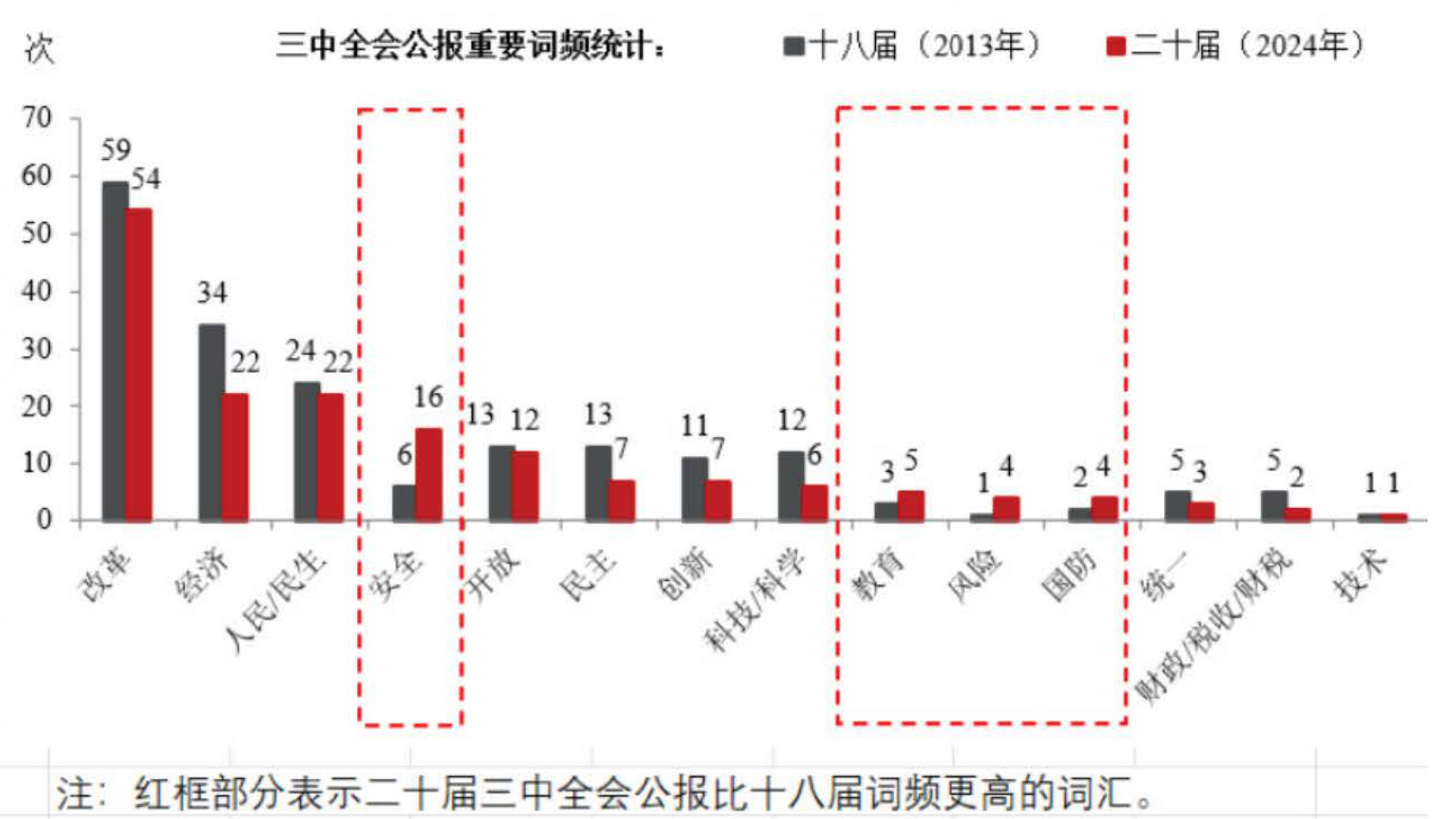 次
三中全会公报重要词频统计：
十八届（2013年）
二十届（2024年）
70
60
50
40
30
20
10
0
59
54
34
22
24
22
6
16
13
12
13
7
11
7
12
6
3
5
1
4
2
4
5
3
5
2
1
1
改革
经济
人民/民生
安全
开放
民主
创新
科技/科学
教育
风险
国防
统一
财政/税收/财税
技术
注：红框部分表示二十届三中全会公报比十八届词频更高的词汇。